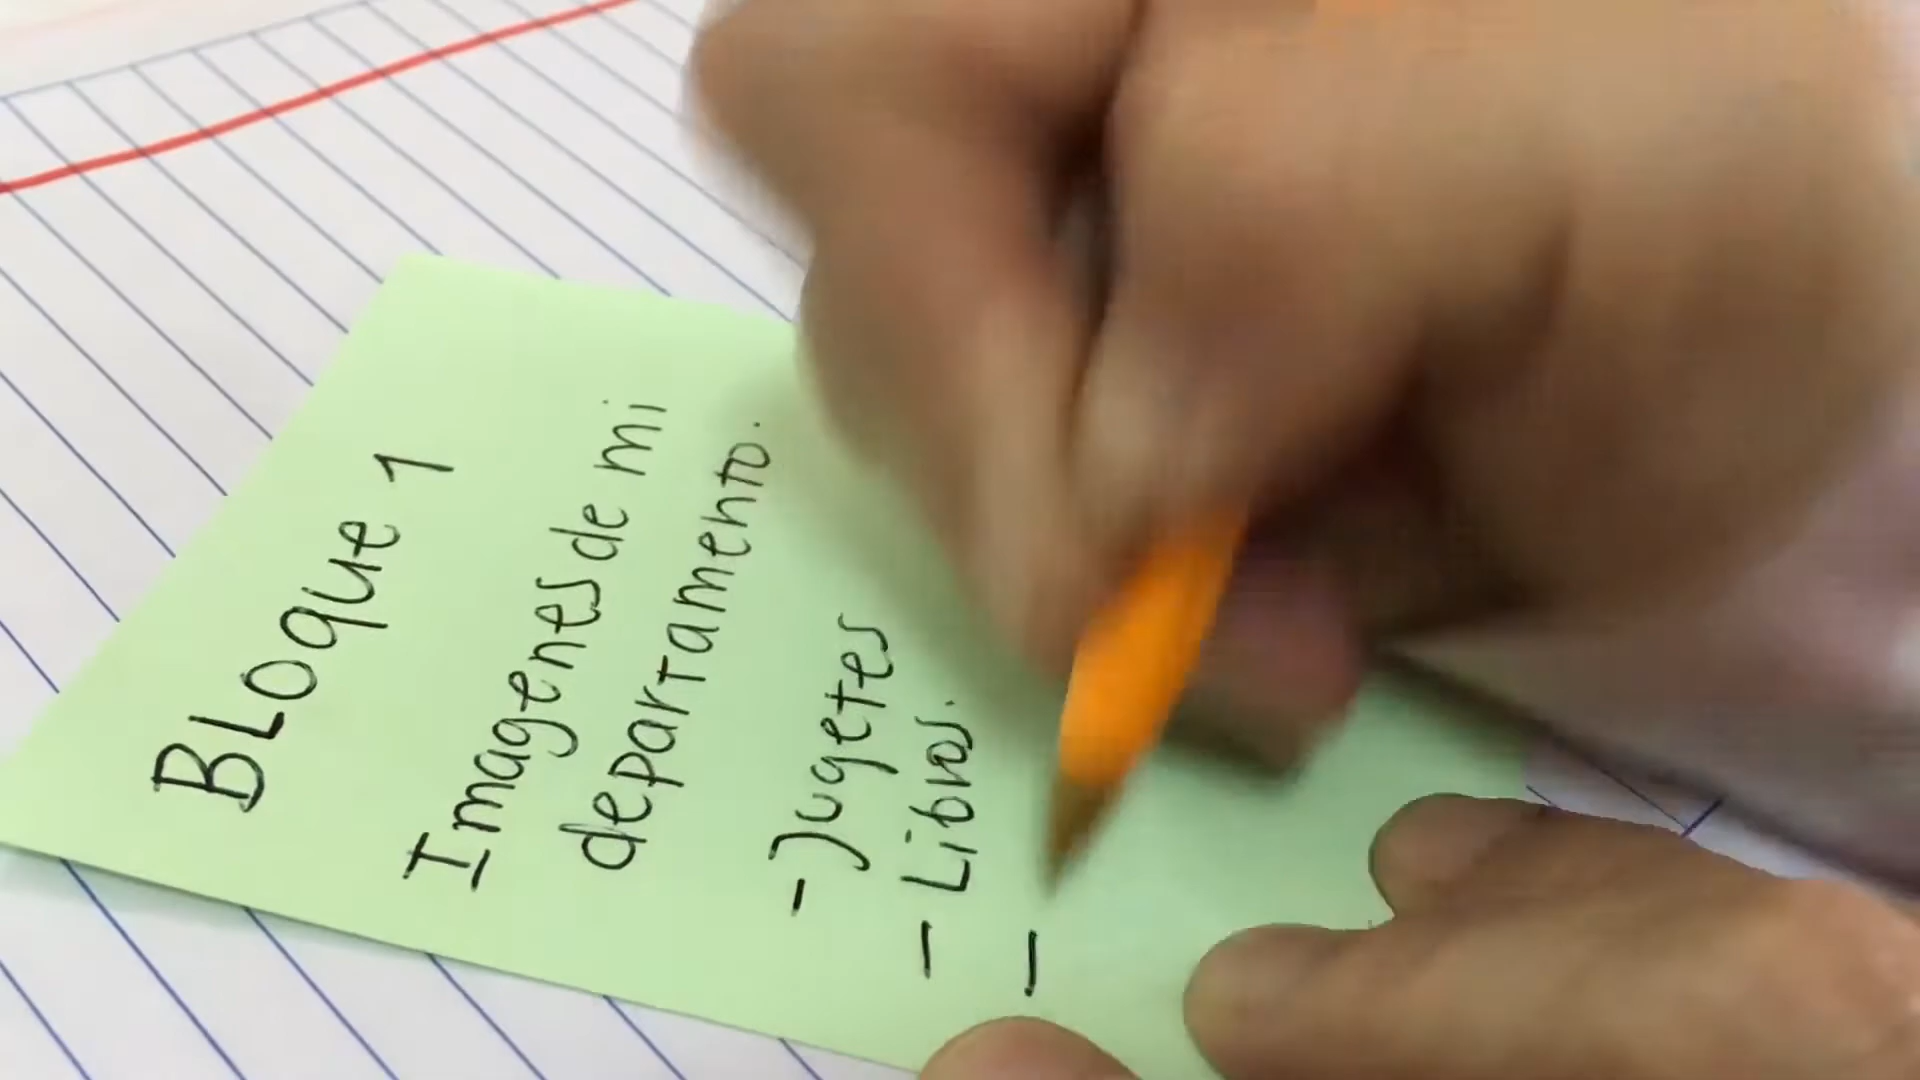 BLoque 1
Imagenes de mi
departamento.
- Jugetes
- Libros.
-